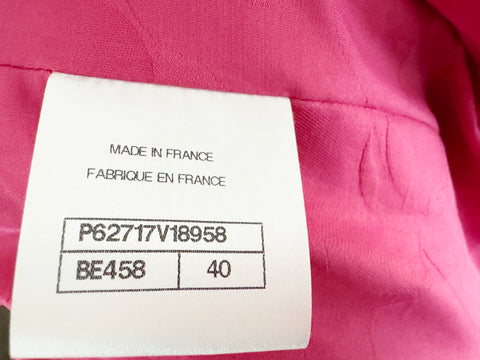 MADE IN FRANCE
FABRIQUE EN FRANCE
P62717V18958
BE458 40